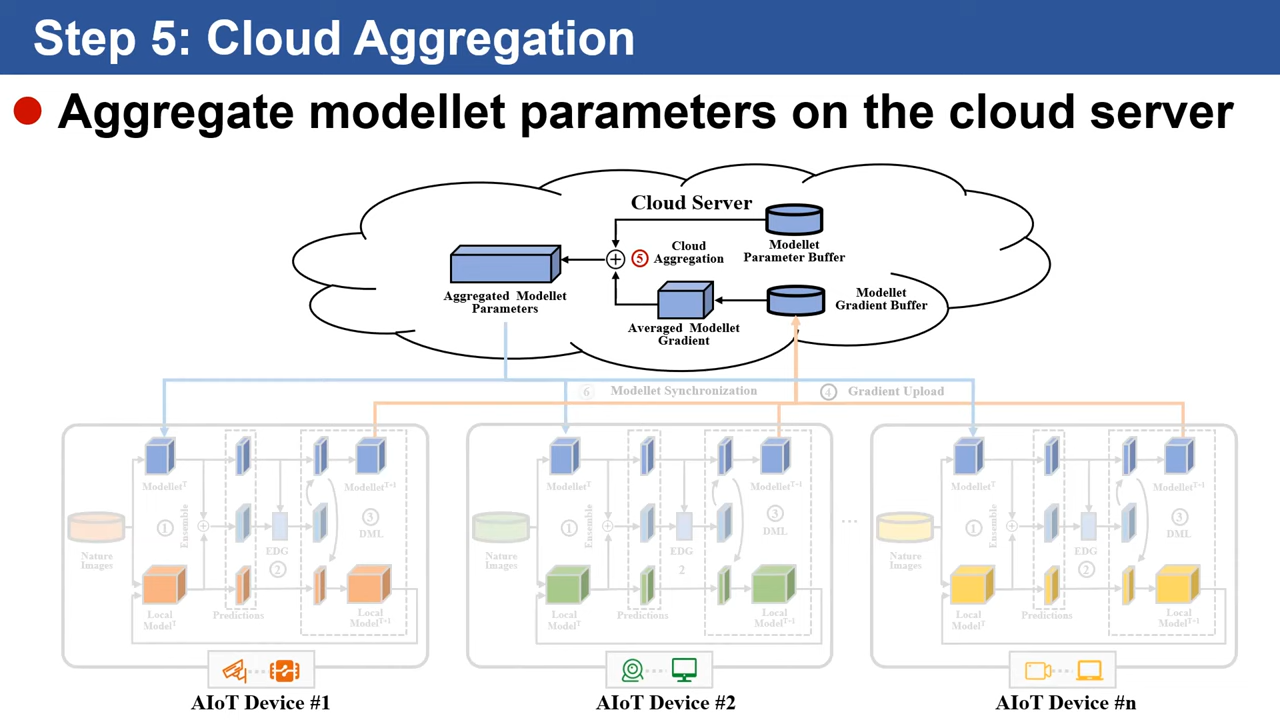 Step 5: Cloud Aggregation
Aggregate modellet parameters on the cloud server
Cloud Server
Modellet
Parameter Buffer
⑤ Cloud
Aggregation
Aggregated Modellet
Parameters
Averaged Modellet
Gradient
Modellet
Gradient Buffer
⑥ Modellet Synchronization
④ Gradient Upload
Modellet^T
Modellet^T+1
①
Ensemble
③
DML
EDG
②
Nature
Images
Local
Model^T
Predictions
Local
Model^T+1
AIoT Device #1
Modellet^T
Modellet^T+1
①
Ensemble
③
DML
EDG
2
Nature
Images
Local
Model^T
Predictions
Local
Model^T+1
AIoT Device #2
...
Modellet^T
Modellet^T+1
①
Ensemble
③
DML
EDG
②
Nature
Images
Local
Model^T
Predictions
Local
Model^T+1
AIoT Device #n